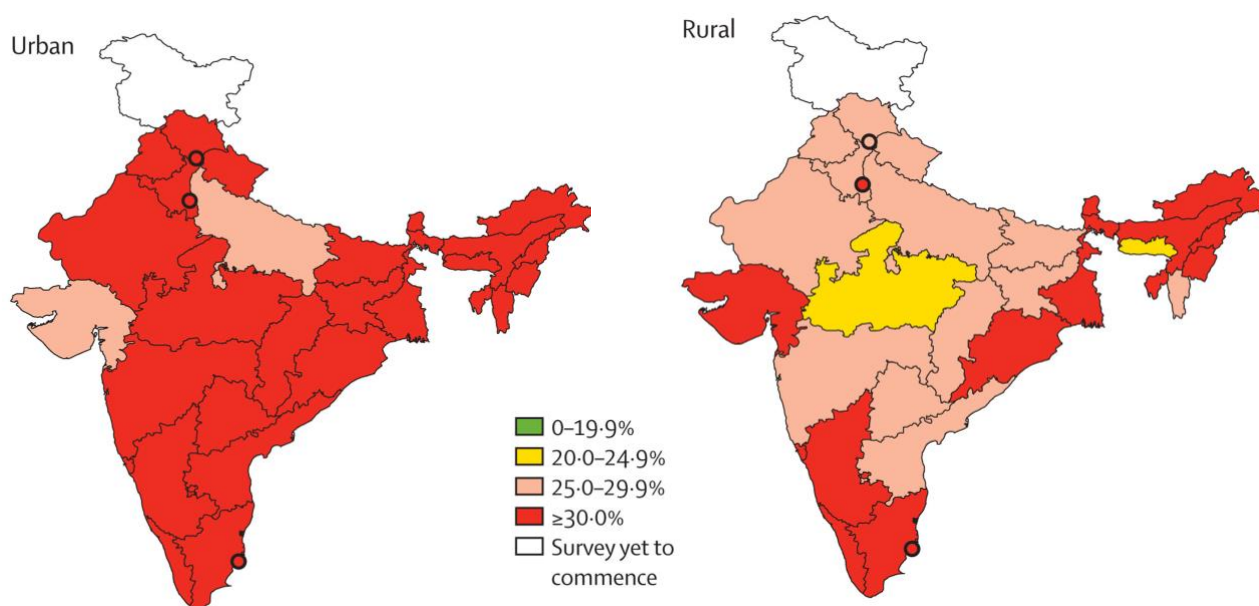 Urban
Rural
0–19·9%
20·0–24·9%
25·0–29·9%
≥30·0%
Survey yet to
commence